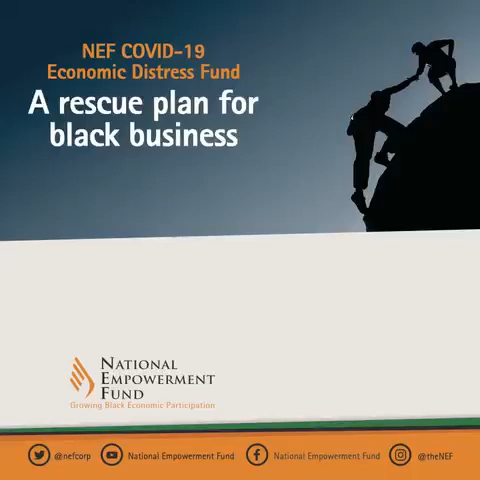 NEF COVID-19
Economic Distress Fund
A rescue plan for
black business
NATIONAL
EMPOWERMENT
FUND
Growing Black Economic Participation
@nefcorp
National Empowerment Fund
National Empowerment Fund
@theNEF